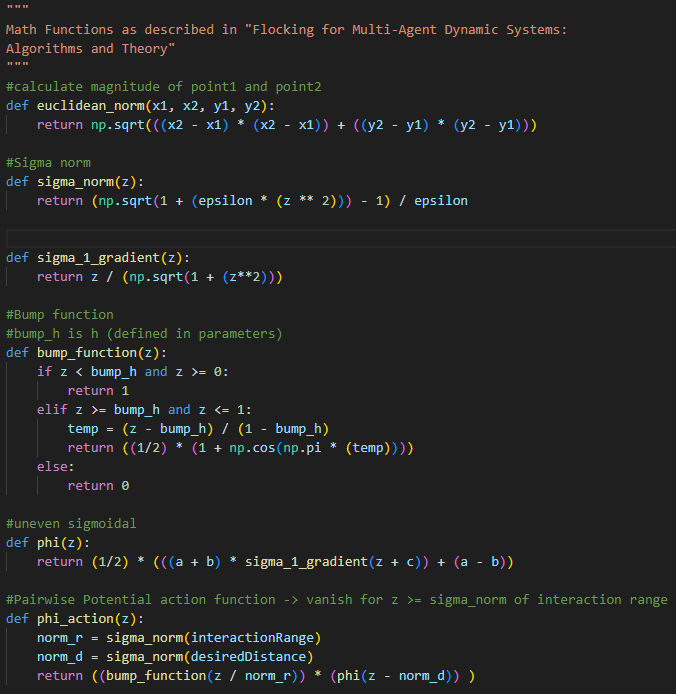 """
Math Functions as described in "Flocking for Multi-Agent Dynamic Systems:
Algorithms and Theory"
"""
#calculate magnitude of point1 and point2
def euclidean_norm(x1, x2, y1, y2):
    return np.sqrt(((x2 - x1) * (x2 - x1)) + ((y2 - y1) * (y2 - y1)))

#Sigma norm
def sigma_norm(z):
    return (np.sqrt(1 + (epsilon * (z ** 2))) - 1) / epsilon


def sigma_1_gradient(z):
    return z / (np.sqrt(1 + (z**2)))

#Bump function
#bump_h is h (defined in parameters)
def bump_function(z):
    if z < bump_h and z >= 0:
        return 1
    elif z >= bump_h and z <= 1:
        temp = (z - bump_h) / (1 - bump_h)
        return ((1/2) * (1 + np.cos(np.pi * (temp))))
    else:
        return 0

#uneven sigmoidal
def phi(z):
    return (1/2) * (((a + b) * sigma_1_gradient(z + c)) + (a - b))

#Pairwise Potential action function -> vanish for z >= sigma_norm of interaction range
def phi_action(z):
    norm_r = sigma_norm(interactionRange)
    norm_d = sigma_norm(desiredDistance)
    return ((bump_function(z / norm_r)) * (phi(z - norm_d)) )